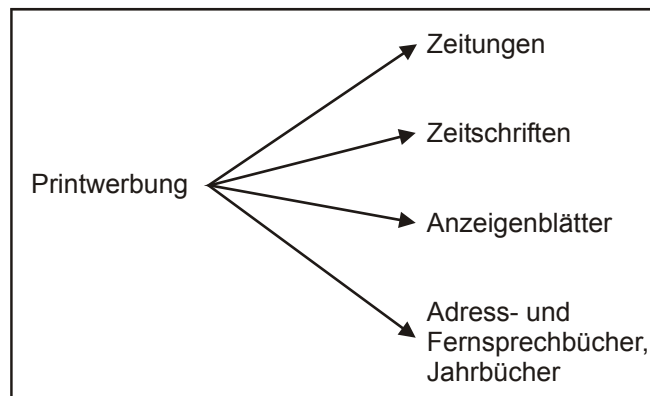 Zeitungen
Zeitschriften
Printwerbung
Anzeigenblätter
Adress- und
Fernsprechbücher,
Jahrbücher